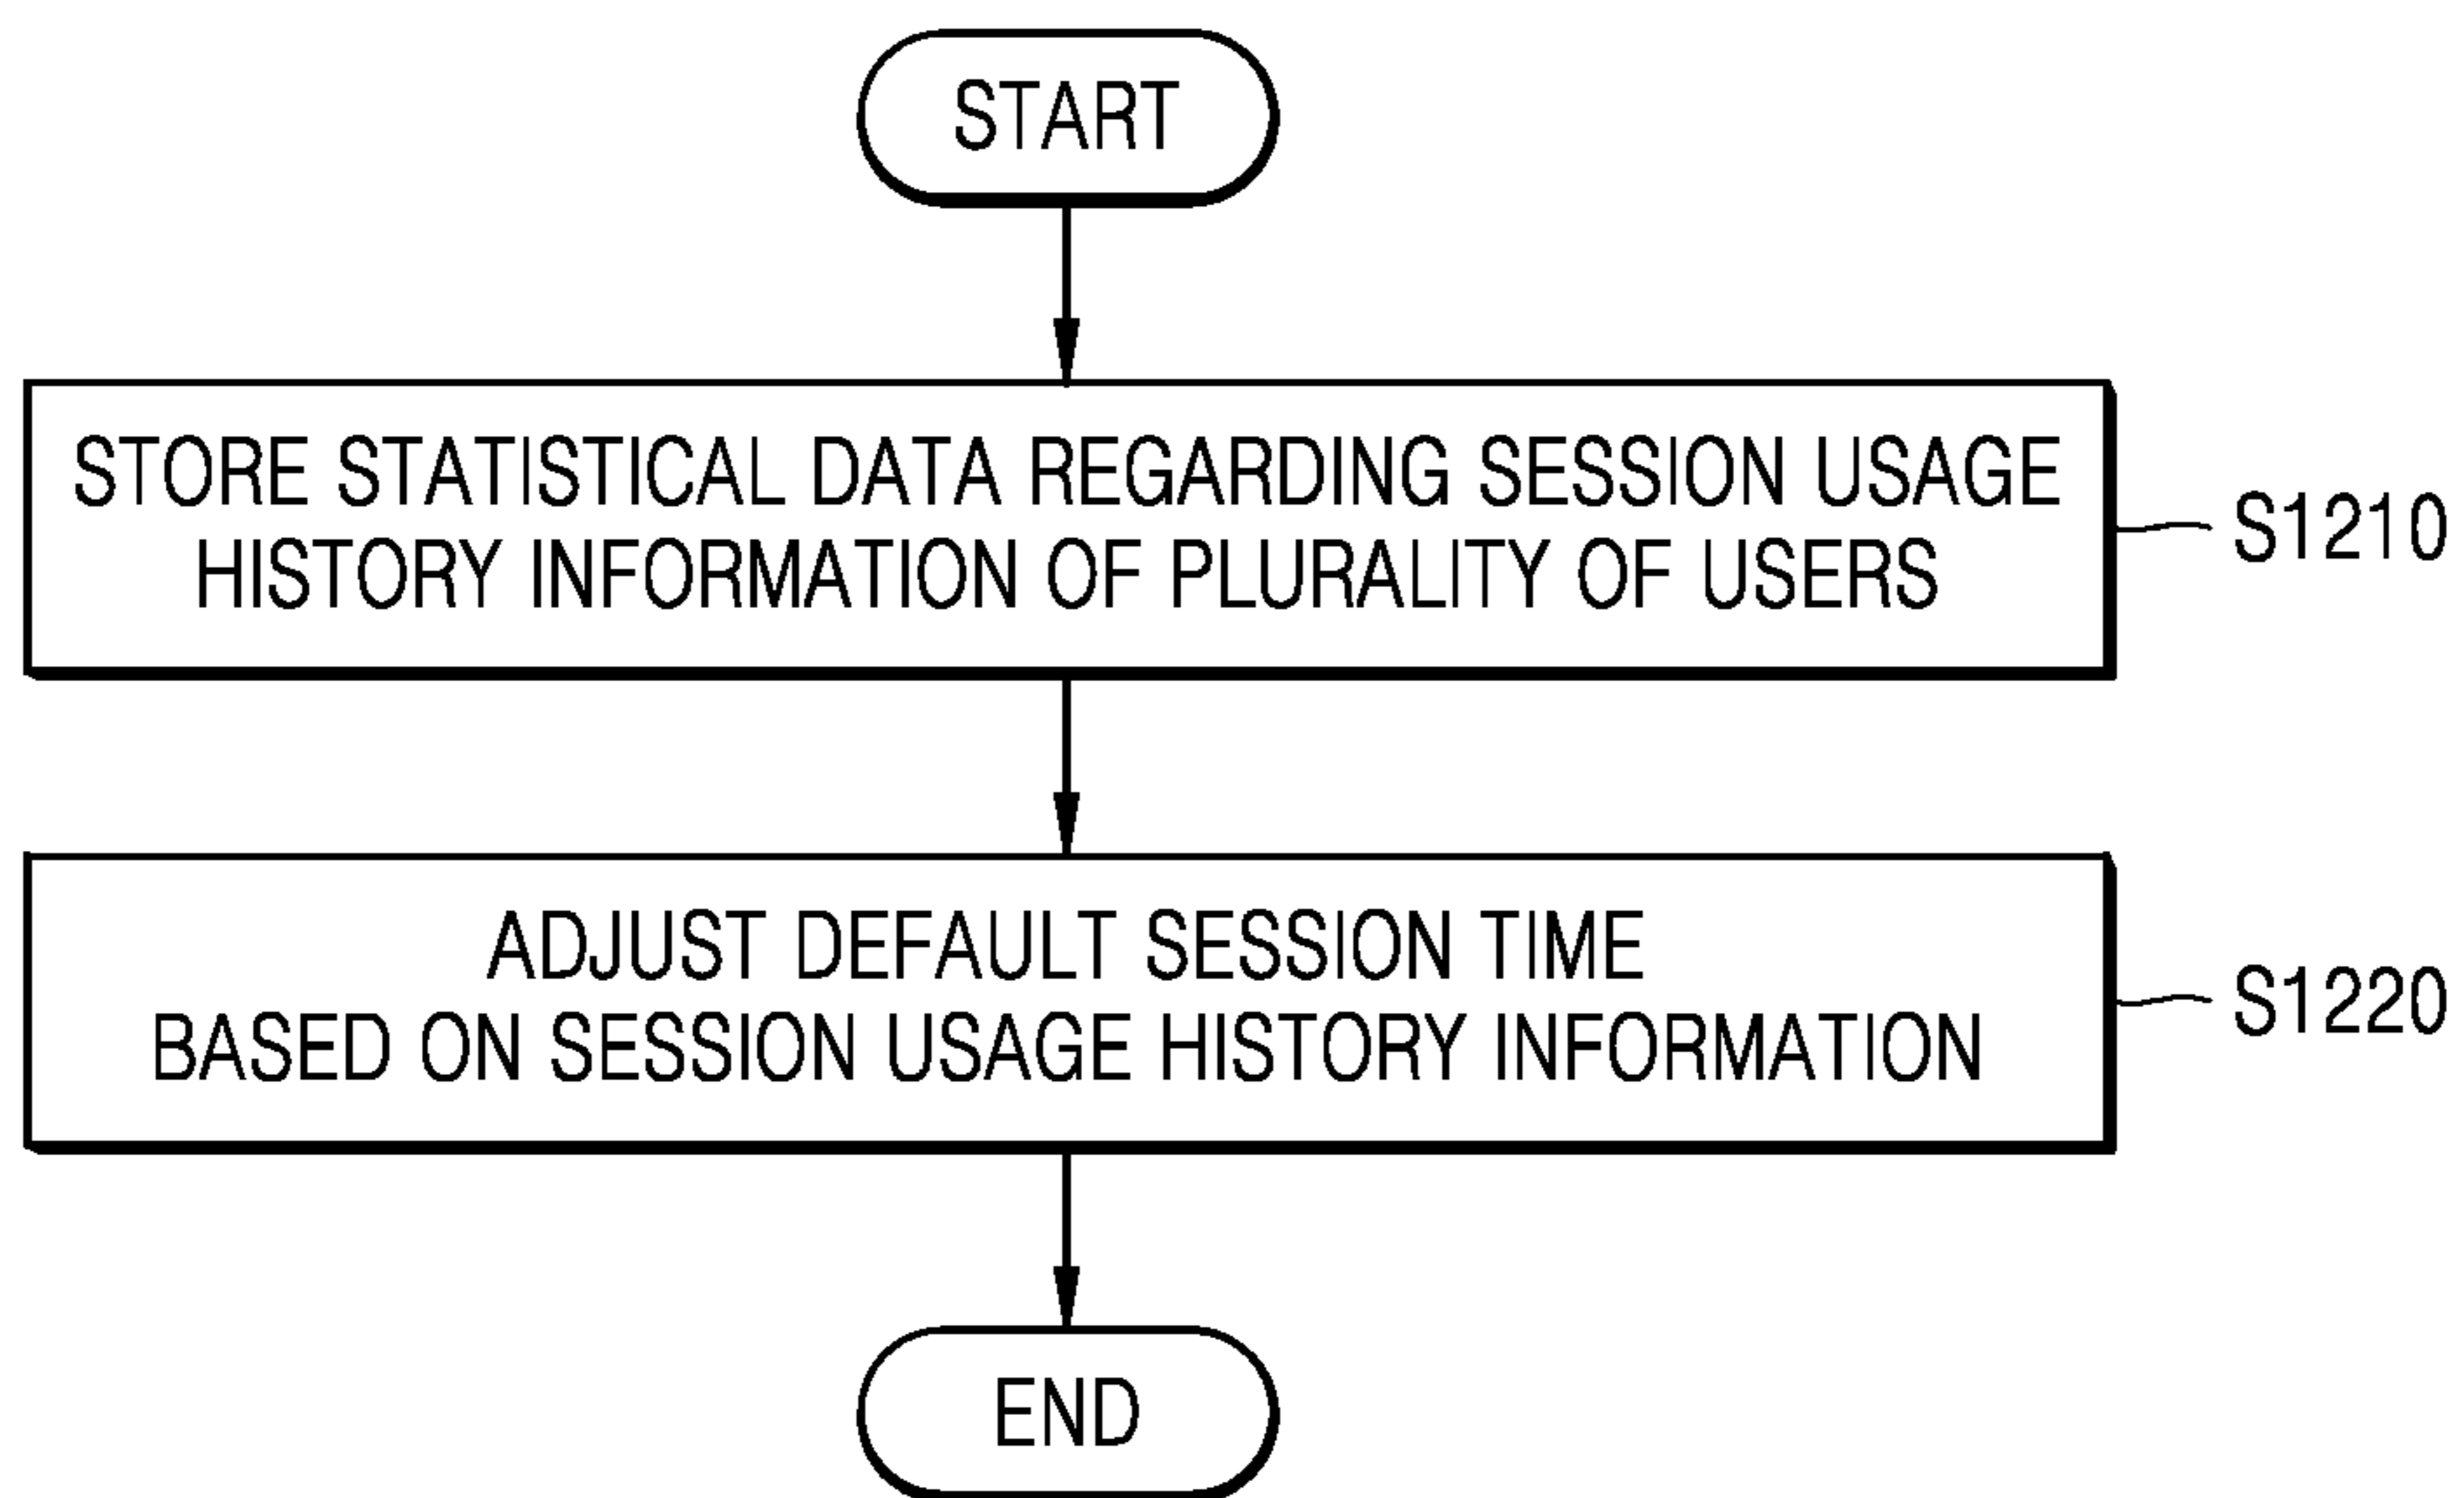 START
STORE STATISTICAL DATA REGARDING SESSION USAGE
HISTORY INFORMATION OF PLURALITY OF USERS
S1210
ADJUST DEFAULT SESSION TIME
BASED ON SESSION USAGE HISTORY INFORMATION
S1220
END